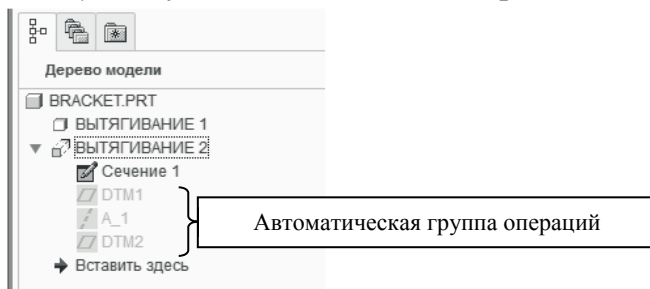 Дерево модели
BRACKET.PRT
ВЫТЯГИВАНИЕ 1
ВЫТЯГИВАНИЕ 2
Сечение 1
DTM1
A_1
DTM2
Вставить здесь
Автоматическая группа операций